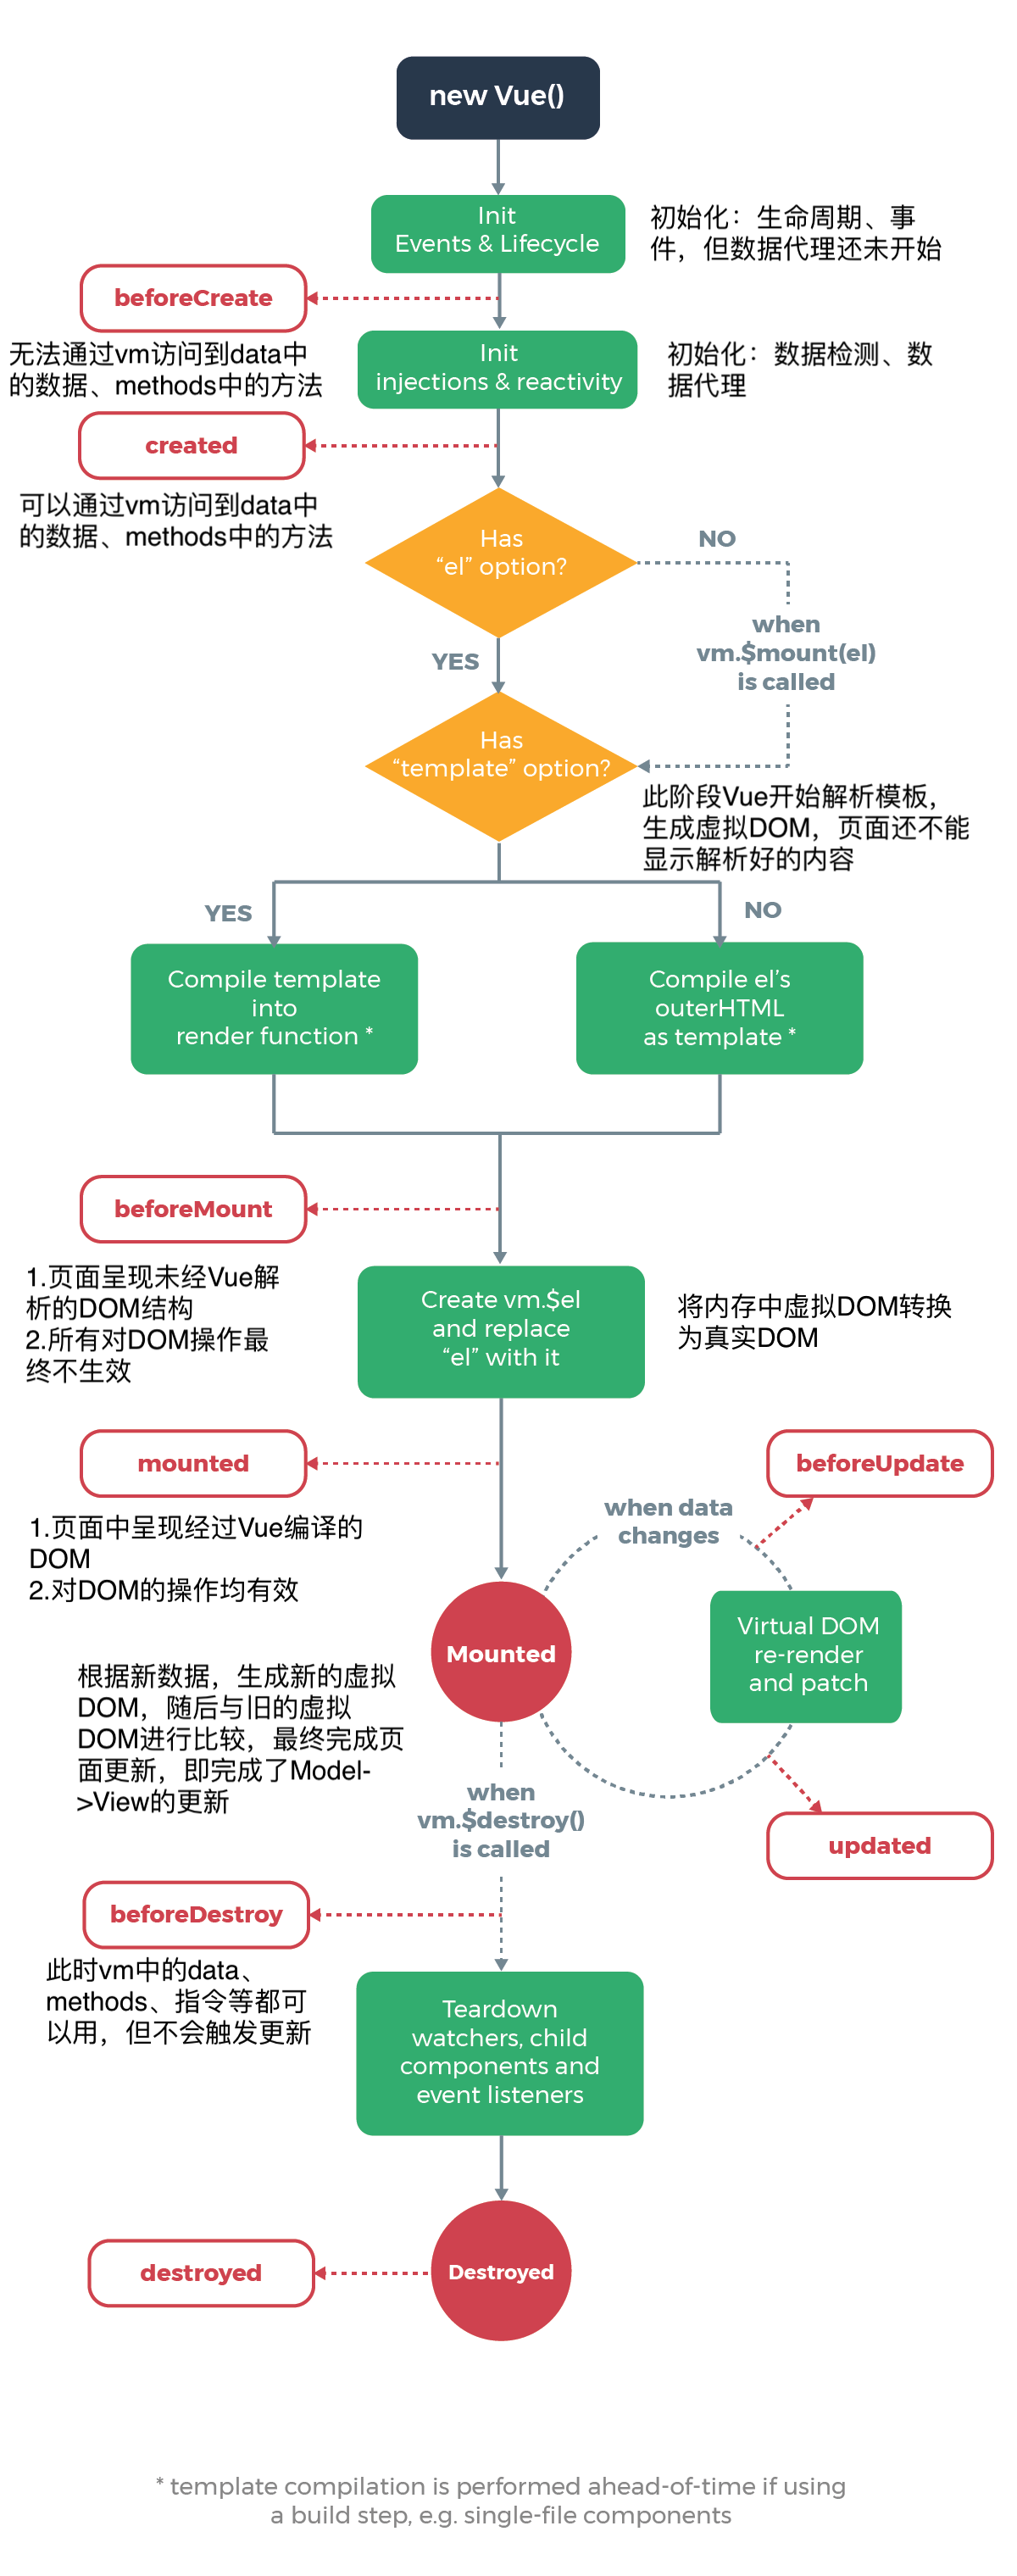 new Vue()
Init
Events & Lifecycle
初始化：生命周期、事
件，但数据代理还未开始
beforeCreate
无法通过vm访问到data中
的数据、methods中的方法
Init
injections & reactivity
初始化：数据检测、数
据代理
created
可以通过vm访问到data中
的数据、methods中的方法
Has
“el” option?
NO
when
vm.$mount(el)
is called
YES
Has
“template” option?
此阶段Vue开始解析模板，
生成虚拟DOM，页面还不能
显示解析好的内容
YES
NO
Compile template
into
render function *
Compile el’s
outerHTML
as template *
beforeMount
1.页面呈现未经Vue解
析的DOM结构
2.所有对DOM操作最
终不生效
Create vm.$el
and replace
“el” with it
将内存中虚拟DOM转换
为真实DOM
mounted
1.页面中呈现经过Vue编译的
DOM
2.对DOM的操作均有效
beforeUpdate
when data
changes
Mounted
Virtual DOM
re-render
and patch
根据新数据，生成新的虚拟
DOM，随后与旧的虚拟
DOM进行比较，最终完成页
面更新，即完成了Model-
>View的更新
when
vm.$destroy()
is called
updated
beforeDestroy
此时vm中的data、
methods、指令等都可
以用，但不会触发更新
Teardown
watchers, child
components and
event listeners
destroyed
Destroyed
* template compilation is performed ahead-of-time if using
a build step, e.g. single-file components